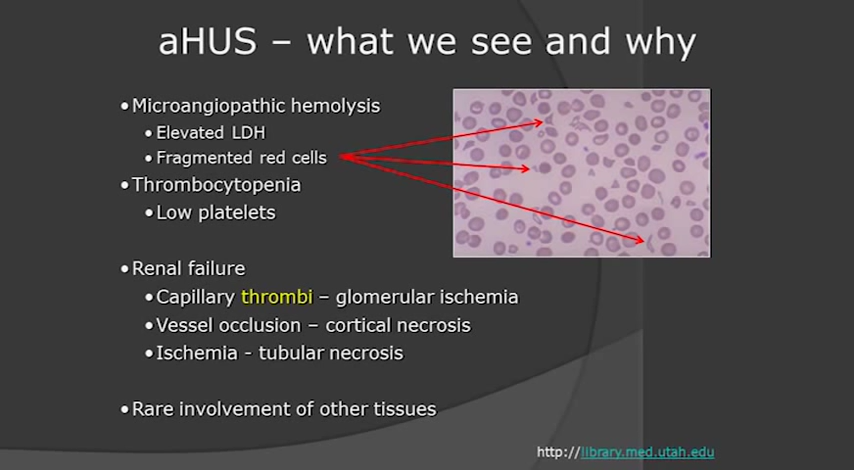 aHUS – what we see and why
•Microangiopathic hemolysis
•Elevated LDH
•Fragmented red cells
•Thrombocytopenia
•Low platelets
•Renal failure
•Capillary thrombi – glomerular ischemia
•Vessel occlusion – cortical necrosis
•Ischemia - tubular necrosis
•Rare involvement of other tissues
http://library.med.utah.edu